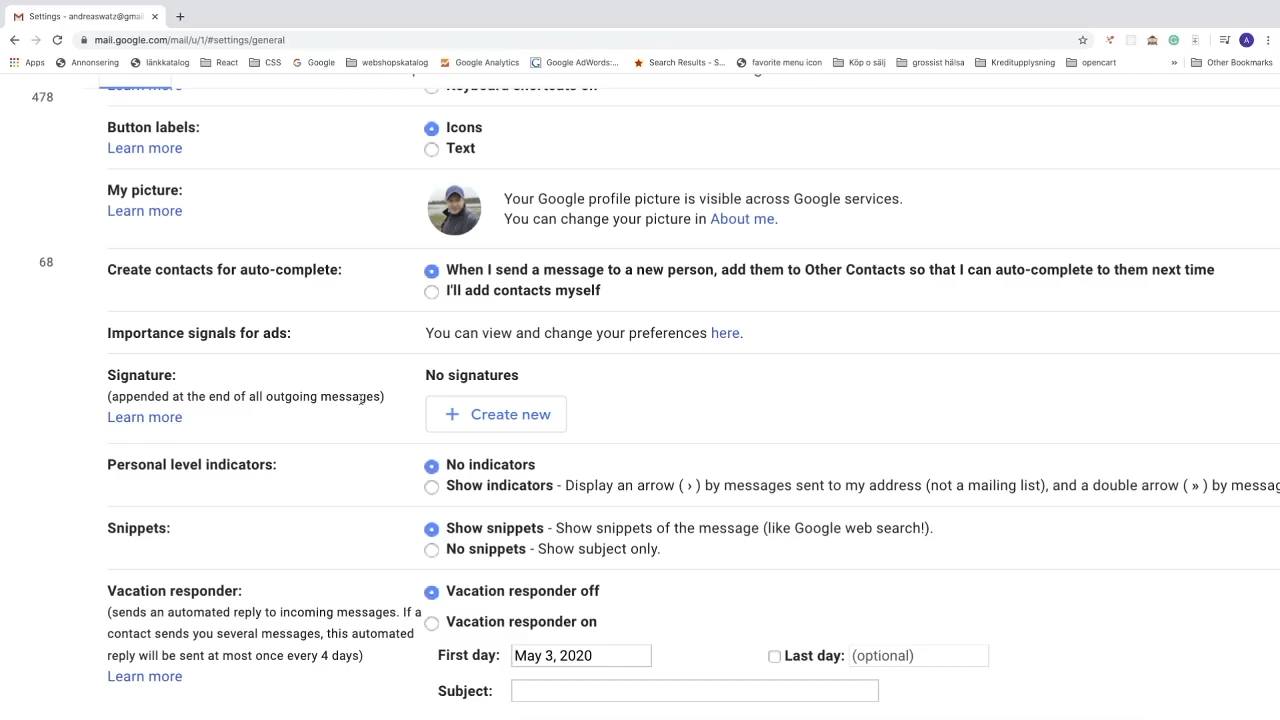 Settings - andreaswatz@gmai
mail.google.com/mail/u/1/#settings/general
Apps Annonsering länkkatalog React CSS Google webshopskatalog Google Analytics Google AdWords:... Search Results - S... favorite menu icon Köp o sälj grossist hälsa Kreditupplysning opencart » Other Bookmarks
Learn more Keyboard shortcuts on
478
Button labels: Icons
Learn more Text
My picture: Your Google profile picture is visible across Google services.
Learn more You can change your picture in About me.
68
Create contacts for auto-complete: When I send a message to a new person, add them to Other Contacts so that I can auto-complete to them next time
I'll add contacts myself
Importance signals for ads: You can view and change your preferences here.
Signature: No signatures
(appended at the end of all outgoing messages)
Learn more + Create new
Personal level indicators: No indicators
Show indicators - Display an arrow ( › ) by messages sent to my address (not a mailing list), and a double arrow ( » ) by messag
Snippets: Show snippets - Show snippets of the message (like Google web search!).
No snippets - Show subject only.
Vacation responder: Vacation responder off
(sends an automated reply to incoming messages. If a
contact sends you several messages, this automated
reply will be sent at most once every 4 days)
Learn more
Vacation responder on
First day: May 3, 2020 Last day: (optional)
Subject: